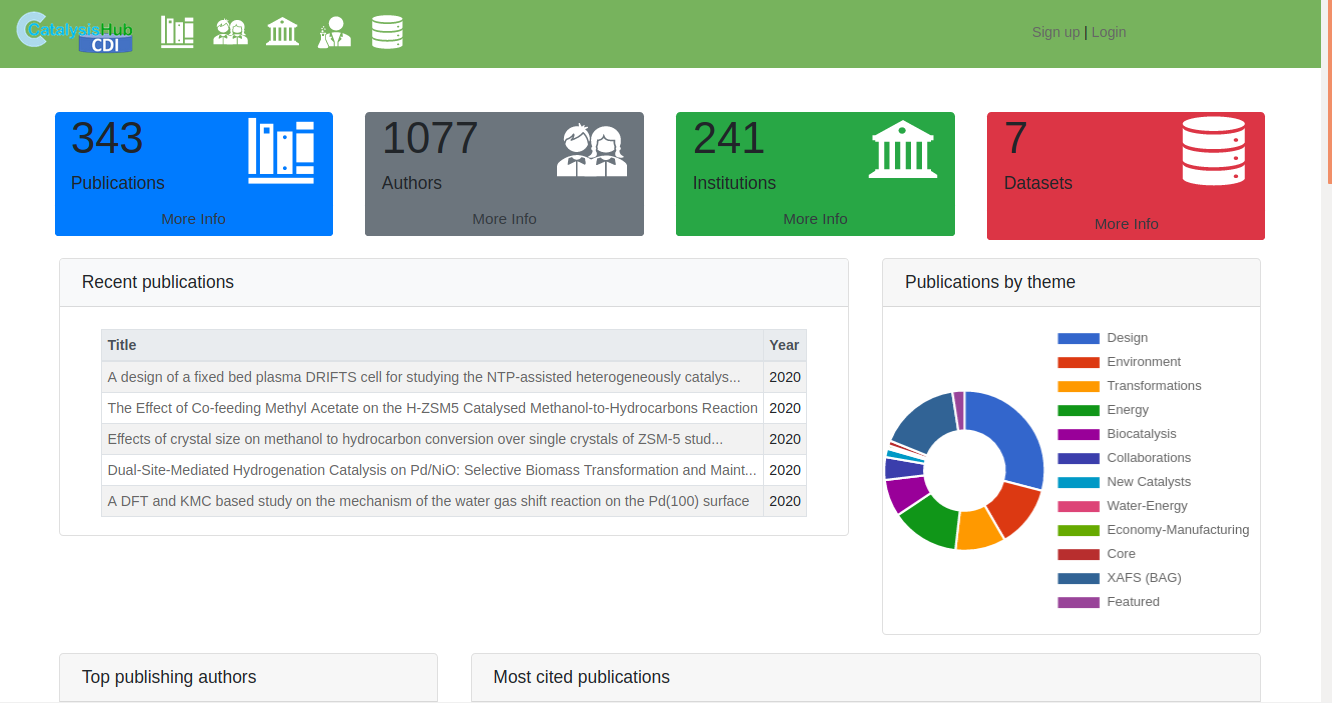 CatalysisHub
CDI
Sign up | Login
343
Publications
More Info
1077
Authors
More Info
241
Institutions
More Info
7
Datasets
More Info
Recent publications
Title Year
A design of a fixed bed plasma DRIFTS cell for studying the NTP-assisted heterogeneously catalys... 2020
The Effect of Co-feeding Methyl Acetate on the H-ZSM5 Catalysed Methanol-to-Hydrocarbons Reaction 2020
Effects of crystal size on methanol to hydrocarbon conversion over single crystals of ZSM-5 stud... 2020
Dual-Site-Mediated Hydrogenation Catalysis on Pd/NiO: Selective Biomass Transformation and Maint... 2020
A DFT and KMC based study on the mechanism of the water gas shift reaction on the Pd(100) surface 2020
Publications by theme
Design
Environment
Transformations
Energy
Biocatalysis
Collaborations
New Catalysts
Water-Energy
Economy-Manufacturing
Core
XAFS (BAG)
Featured
Top publishing authors
Most cited publications